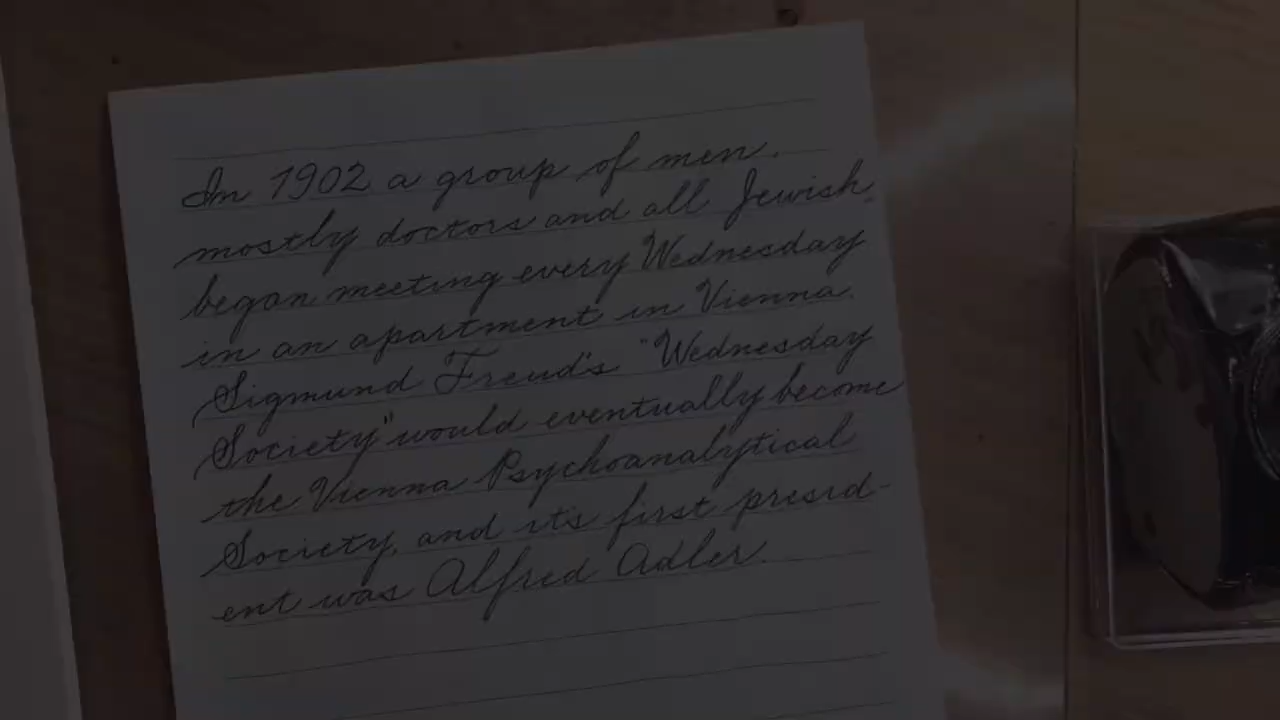 In 1902 a group of men,
mostly doctors and all Jewish,
began meeting every Wednesday
in an apartment in Vienna.
Sigmund Freud's "Wednesday
Society" would eventually become
the Vienna Psychoanalytical
Society, and it's first presid-
ent was Alfred Adler.